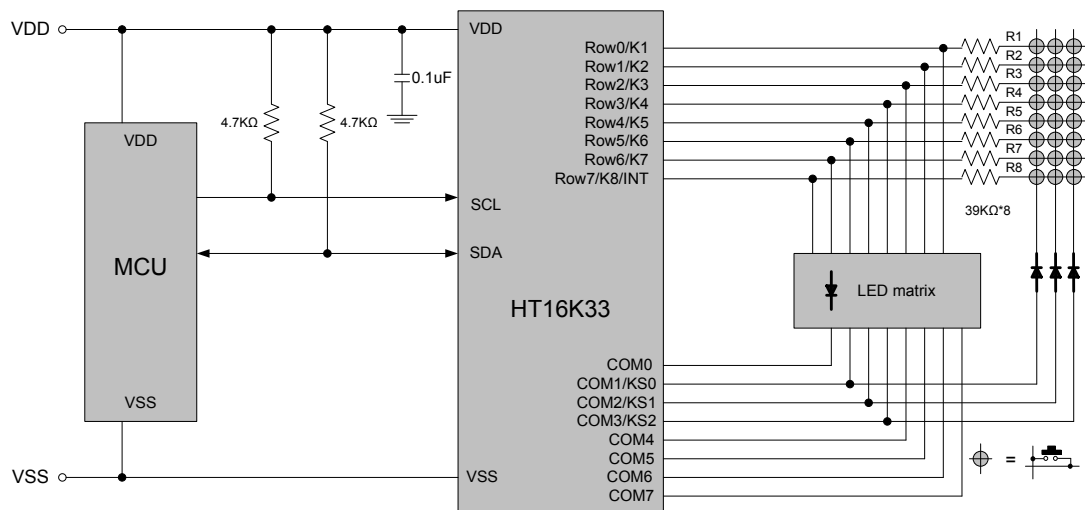 VDD
VDD
Row0/K1
Row1/K2
Row2/K3
Row3/K4
Row4/K5
Row5/K6
Row6/K7
Row7/K8/INT
R1
R2
R3
R4
R5
R6
R7
R8
0.1uF
4.7KΩ
4.7KΩ
VDD
SCL
39KΩ*8
SDA
MCU
LED matrix
HT16K33
COM0
COM1/KS0
COM2/KS1
COM3/KS2
COM4
COM5
COM6
COM7
VSS
VSS
VSS
=